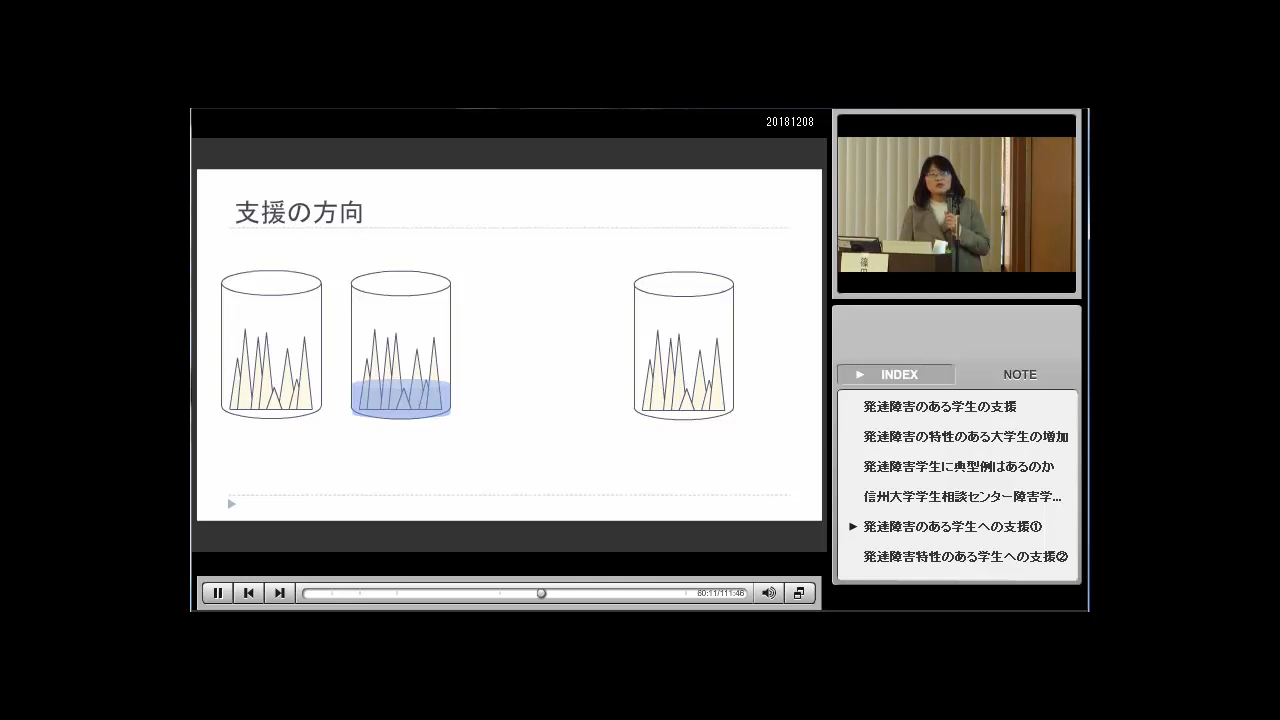 20181208
支援の方向
篠
60:11/111:46
INDEX
NOTE
発達障害のある学生の支援
発達障害の特性のある大学生の増加
発達障害学生に典型例はあるのか
信州大学学生相談センター障害学...
発達障害のある学生への支援①
発達障害特性のある学生への支援②